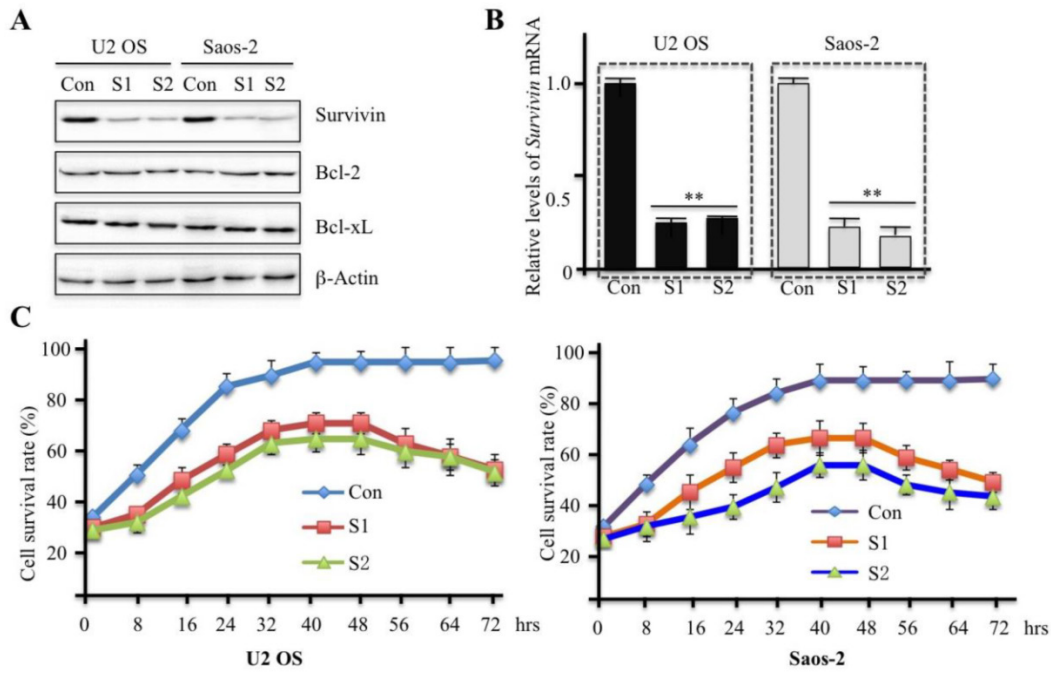 A
U2 OS Saos-2
Con S1 S2 Con S1 S2
Survivin
Bcl-2
Bcl-xL
β-Actin
B
Relative levels of Survivin mRNA
U2 OS Saos-2
1.0
0.5
0
** **
Con S1 S2 Con S1 S2
C
Cell survival rate (%)
100
80
60
40
20
Con
S1
S2
0 8 16 24 32 40 48 56 64 72 hrs
U2 OS
Cell survival rate (%)
100
80
60
40
20
Con
S1
S2
0 8 16 24 32 40 48 56 64 72 hrs
Saos-2